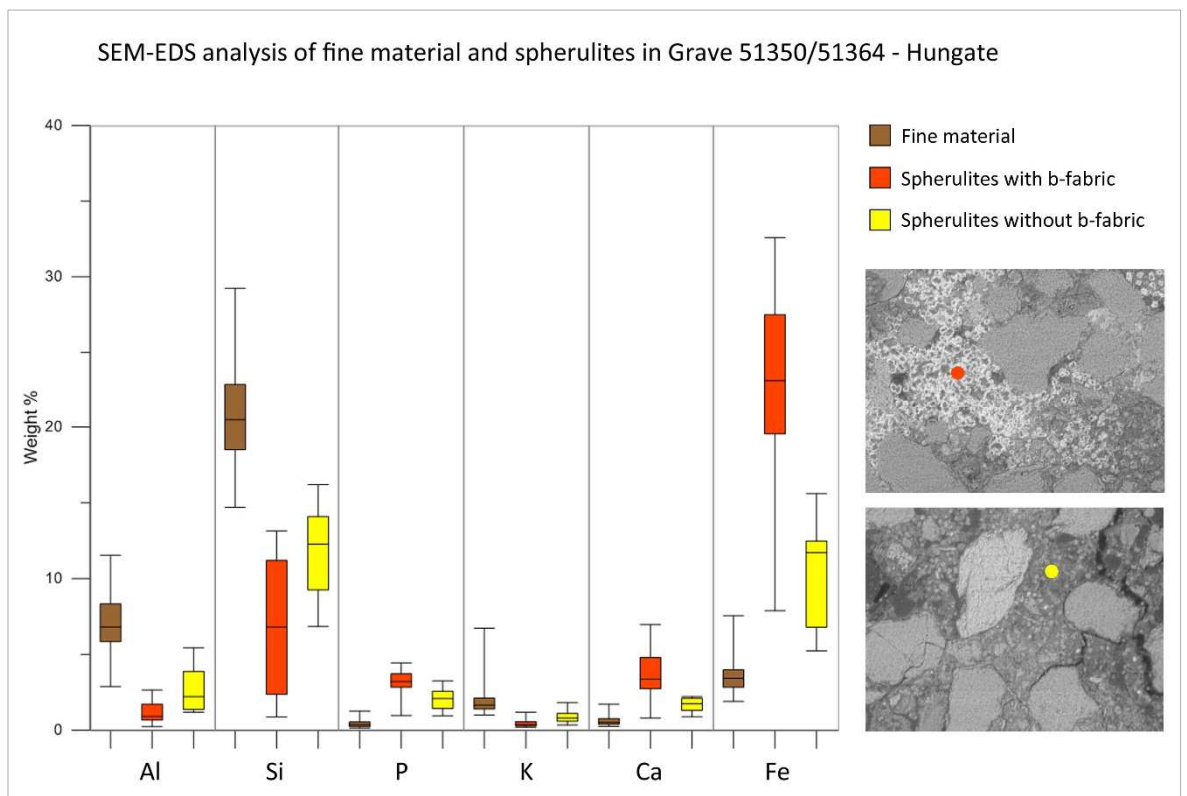 SEM-EDS analysis of fine material and spherulites in Grave 51350/51364 - Hungate
40
30
20
10
0
Weight %
Al Si P K Ca Fe
Fine material
Spherulites with b-fabric
Spherulites without b-fabric